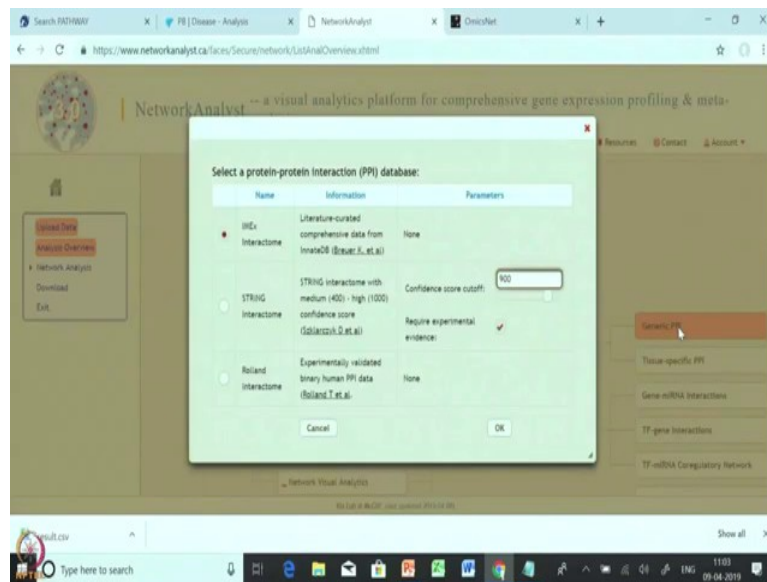 Search PATHWAY
FB | Disease - Analysis
NetworkAnalyst
OmicsNet
https://www.networkanalyst.ca/faces/Secure/network/ListAnalOverview.xhtml
3.0
NetworkAnalyst -- a visual analytics platform for comprehensive gene expression profiling & meta-
Resources
Contact
Account
Upload Data
Analysis Overview
Network Analysis
Download
Exit
Select a protein-protein interaction (PPI) database:
Name Information Parameters
IMEx Interactome
Literature-curated
comprehensive data from
InnateDB (Breuer K. et al)
None
STRING
Interactome
STRING interactome with
medium (400) - high (1000)
confidence score
(Szklarczyk D et al)
Confidence score cutoff: 900
Require experimental
evidence:
Rolland
Interactome
Experimentally validated
binary human PPI data
(Rolland T et al.
None
Cancel
OK
Generic PPI
Tissue-specific PPI
Gene-miRNA Interactions
TF-gene Interactions
TF-miRNA Coregulatory Network
Network Visual Analytics
result.csv
Show all
Type here to search
ENG
11:03
09-04-2019
NPTEL